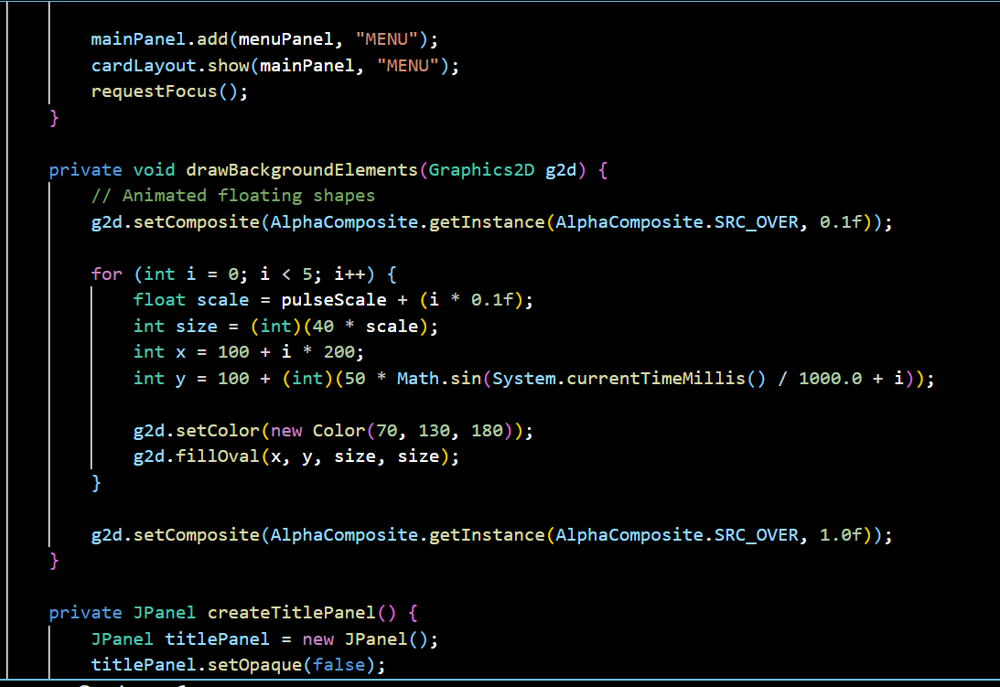 mainPanel.add(menuPanel, "MENU");
cardLayout.show(mainPanel, "MENU");
requestFocus();
}
private void drawBackgroundElements(Graphics2D g2d) {
// Animated floating shapes
g2d.setComposite(AlphaComposite.getInstance(AlphaComposite.SRC_OVER, 0.1f));
for (int i = 0; i < 5; i++) {
float scale = pulseScale + (i * 0.1f);
int size = (int)(40 * scale);
int x = 100 + i * 200;
int y = 100 + (int)(50 * Math.sin(System.currentTimeMillis() / 1000.0 + i));
g2d.setColor(new Color(70, 130, 180));
g2d.fillOval(x, y, size, size);
}
g2d.setComposite(AlphaComposite.getInstance(AlphaComposite.SRC_OVER, 1.0f));
}
private JPanel createTitlePanel() {
JPanel titlePanel = new JPanel();
titlePanel.setOpaque(false);